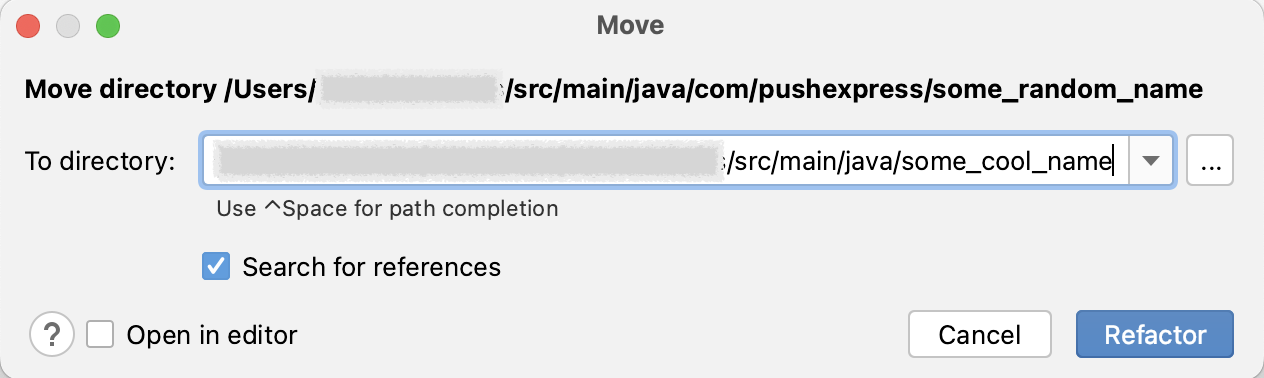 Move
Move directory /Users/ /src/main/java/com/pushexpress/some_random_name
To directory: /src/main/java/some_cool_name ...
Use ^Space for path completion
Search for references
? Open in editor Cancel Refactor